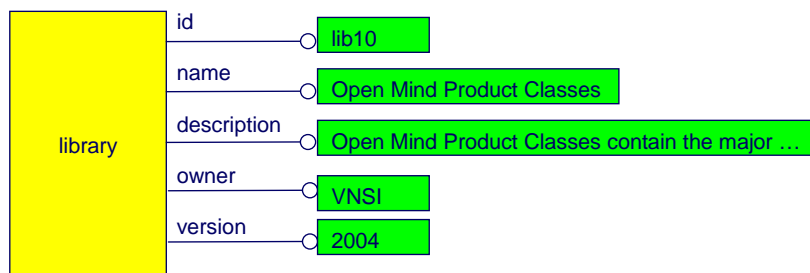 id
lib10
name
Open Mind Product Classes
description
library
Open Mind Product Classes contain the major …
owner
VNSI
version
2004